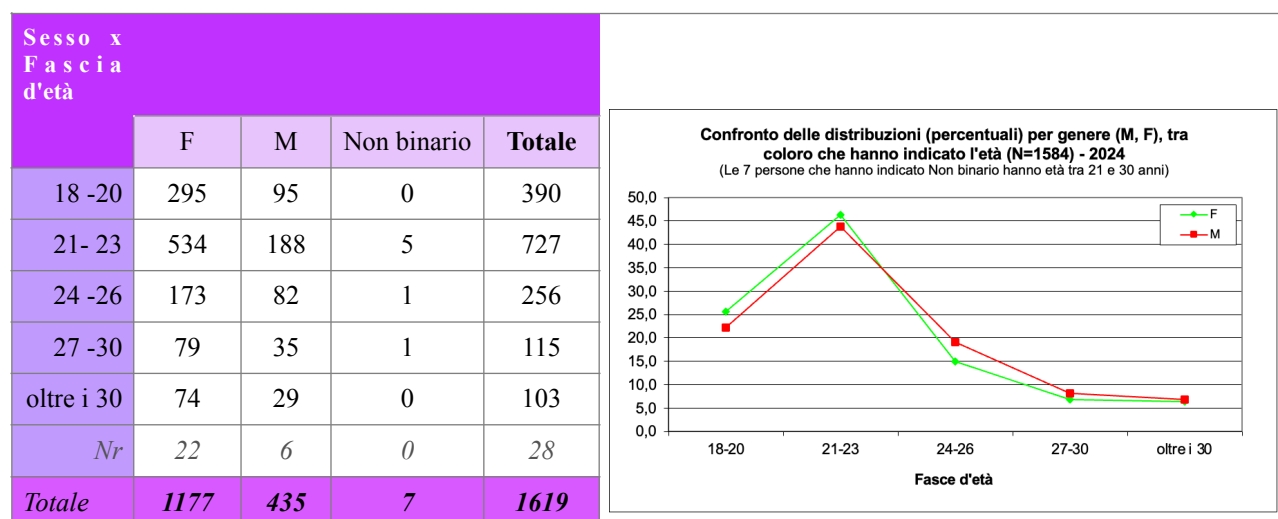 Sesso x
Fascia
d'età
F M Non binario Totale
18 -20 295 95 0 390
21- 23 534 188 5 727
24 -26 173 82 1 256
27 -30 79 35 1 115
oltre i 30 74 29 0 103
Nr 22 6 0 28
Totale 1177 435 7 1619
Confronto delle distribuzioni (percentuali) per genere (M, F), tra
coloro che hanno indicato l'età (N=1584) - 2024
(Le 7 persone che hanno indicato Non binario hanno età tra 21 e 30 anni)
50,0
45,0
40,0
35,0
30,0
25,0
20,0
15,0
10,0
5,0
0,0
F
M
18-20 21-23 24-26 27-30 oltre i 30
Fasce d'età